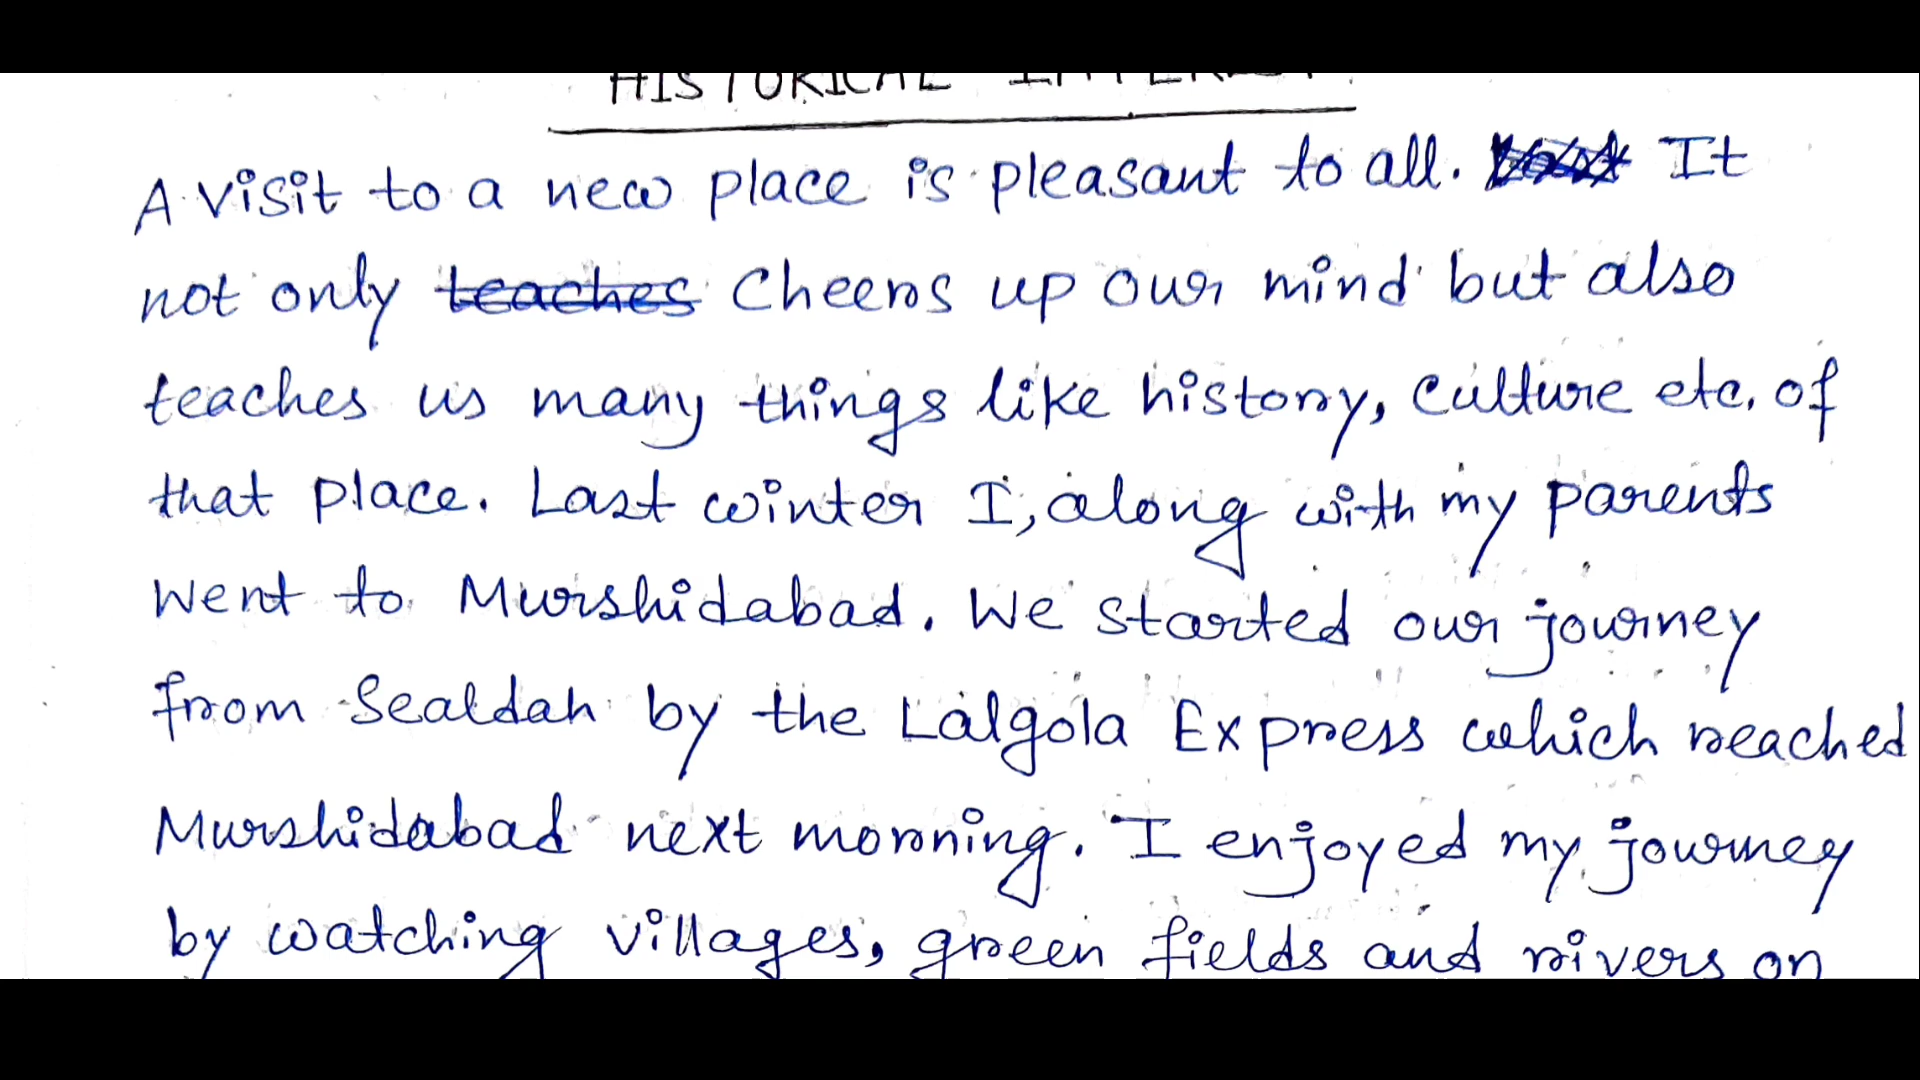 HISTORICAL INTEREST.
A visit to a new place is pleasant to all. It
not only teaches cheers up our mind but also
teaches us many things like history, culture etc. of
that place. Last winter I, along with my parents
went to Murshidabad. We started our journey
from Sealdah by the Lalgola Express which reached
Murshidabad next morning. I enjoyed my journey
by watching villages, green fields and rivers on